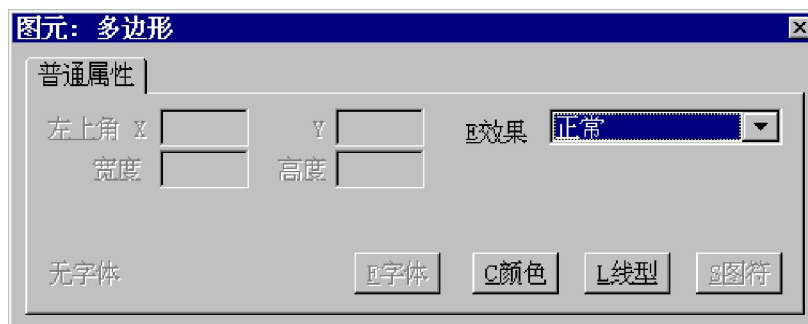 图元：多边形
普通属性
左上角 X Y E效果 正常
宽度 高度
无字体 F字体 C颜色 L线型 S图符